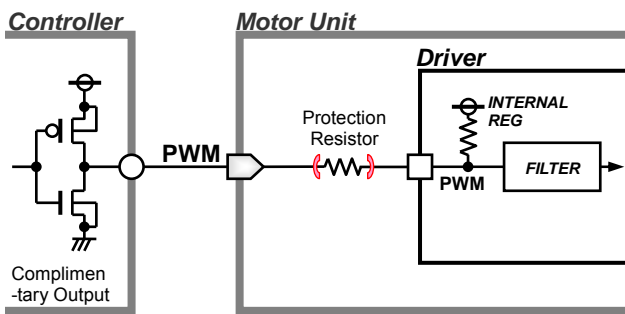 Controller
Motor Unit
Driver
Protection
Resistor
INTERNAL
REG
PWM
PWM
FILTER
Complimen
-tary Output